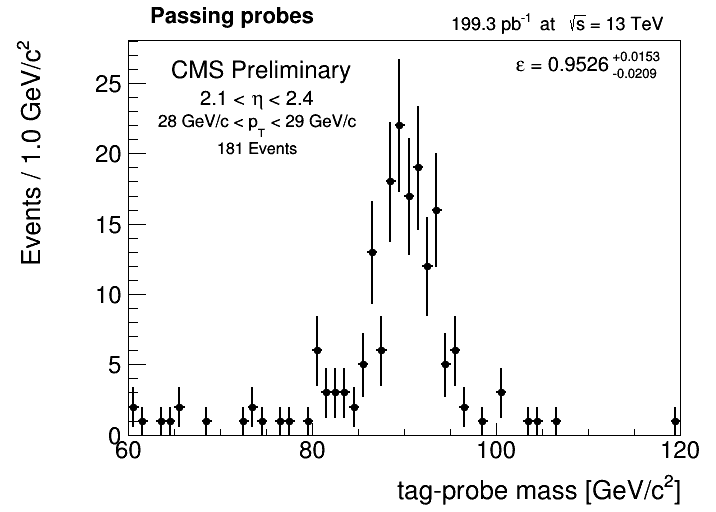 Passing probes
199.3 pb⁻¹ at √s = 13 TeV
CMS Preliminary
2.1 < η < 2.4
28 GeV/c < p_T < 29 GeV/c
181 Events
ε = 0.9526 +0.0153 -0.0209
Events / 1.0 GeV/c²
25
20
15
10
5
0
60 80 100 120
tag-probe mass [GeV/c²]